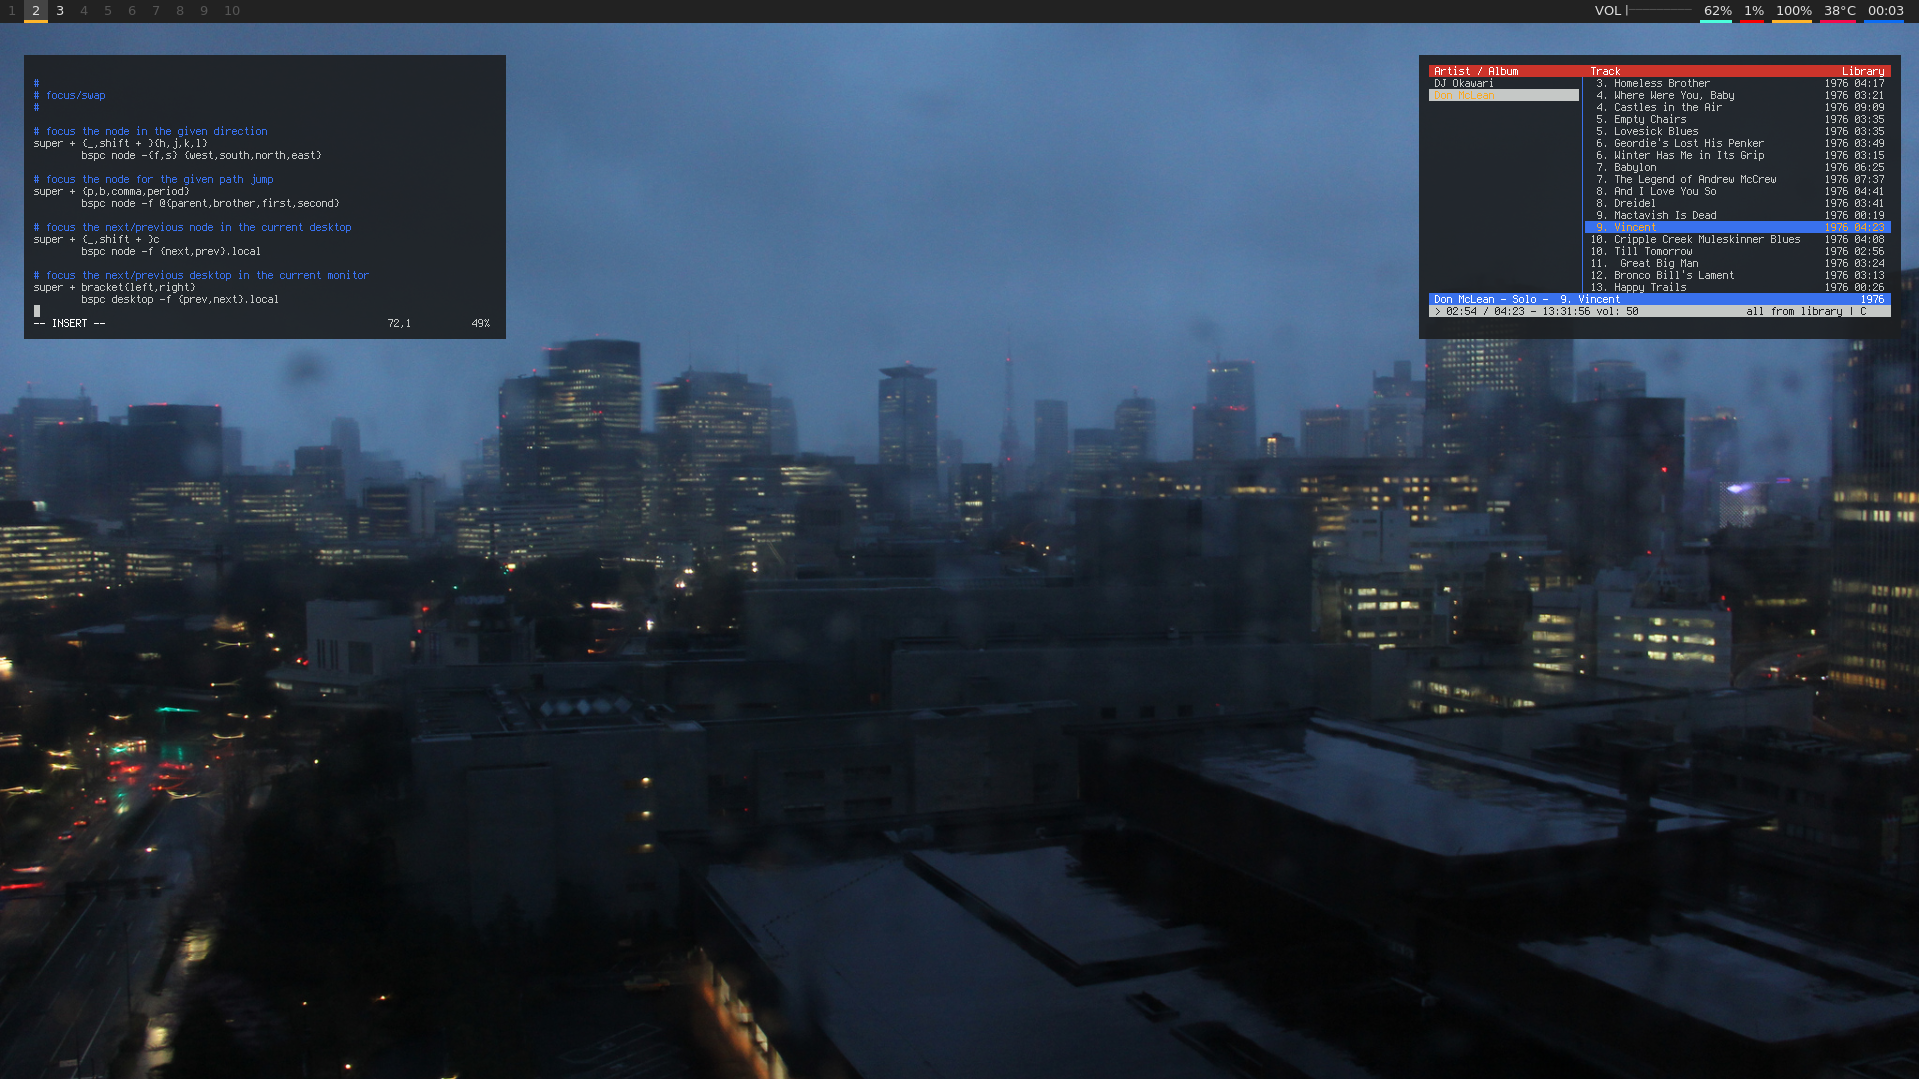 1 2 3 4 5 6 7 8 9 10
VOL 62% 1% 100% 38°C 00:03
#
# focus/swap
#
# focus the node in the given direction
super + {_,shift + }{h,j,k,l}
bspc node -{f,s} {west,south,north,east}
# focus the node for the given path jump
super + {p,b,comma,period}
bspc node -f @{parent,brother,first,second}
# focus the next/previous node in the current desktop
super + {_,shift + }c
bspc node -f {next,prev}.local
# focus the next/previous desktop in the current monitor
super + bracket{left,right}
bspc desktop -f {prev,next}.local
-- INSERT -- 72,1 49%
Artist / Album Track Library
DJ Okawari
Don McLean
3. Homeless Brother 1976 04:17
4. Where Were You, Baby 1976 03:21
4. Castles in the Air 1976 09:09
5. Empty Chairs 1976 03:35
5. Lovesick Blues 1976 03:35
6. Geordie's Lost His Penker 1976 03:49
6. Winter Has Me in Its Grip 1976 03:15
7. Babylon 1976 06:25
7. The Legend of Andrew McCrew 1976 07:37
8. And I Love You So 1976 04:41
8. Dreidel 1976 03:41
9. Mactavish Is Dead 1976 00:19
9. Vincent 1976 04:23
10. Cripple Creek Muleskinner Blues 1976 04:08
10. Till Tomorrow 1976 02:56
11. Great Big Man 1976 03:24
12. Bronco Bill's Lament 1976 03:13
13. Happy Trails 1976 00:26
Don McLean - Solo - 9. Vincent 1976
> 02:54 / 04:23 - 13:31:56 vol: 50 all from library | C